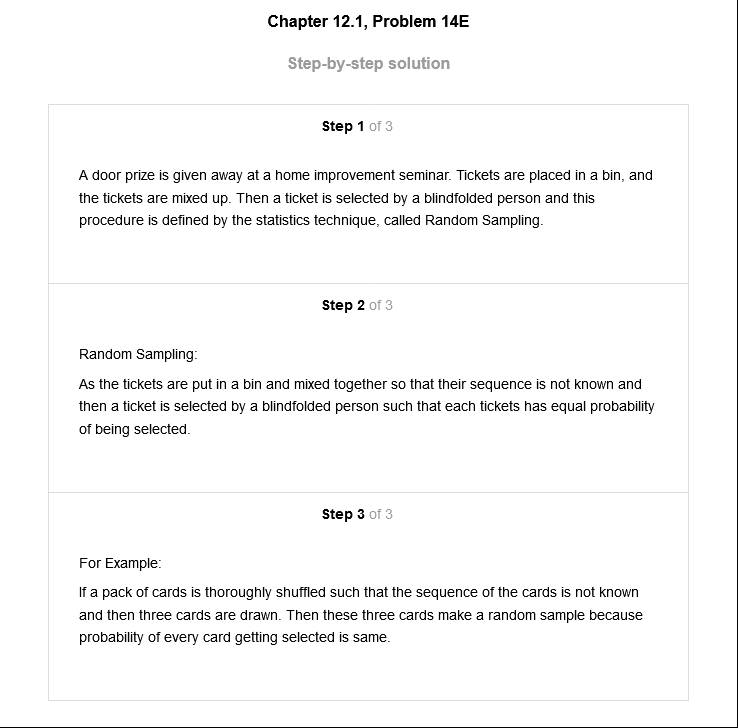 Chapter 12.1, Problem 14E
Step-by-step solution
Step 1 of 3
A door prize is given away at a home improvement seminar. Tickets are placed in a bin, and
the tickets are mixed up. Then a ticket is selected by a blindfolded person and this
procedure is defined by the statistics technique, called Random Sampling.
Step 2 of 3
Random Sampling:
As the tickets are put in a bin and mixed together so that their sequence is not known and
then a ticket is selected by a blindfolded person such that each tickets has equal probability
of being selected.
Step 3 of 3
For Example:
If a pack of cards is thoroughly shuffled such that the sequence of the cards is not known
and then three cards are drawn. Then these three cards make a random sample because
probability of every card getting selected is same.